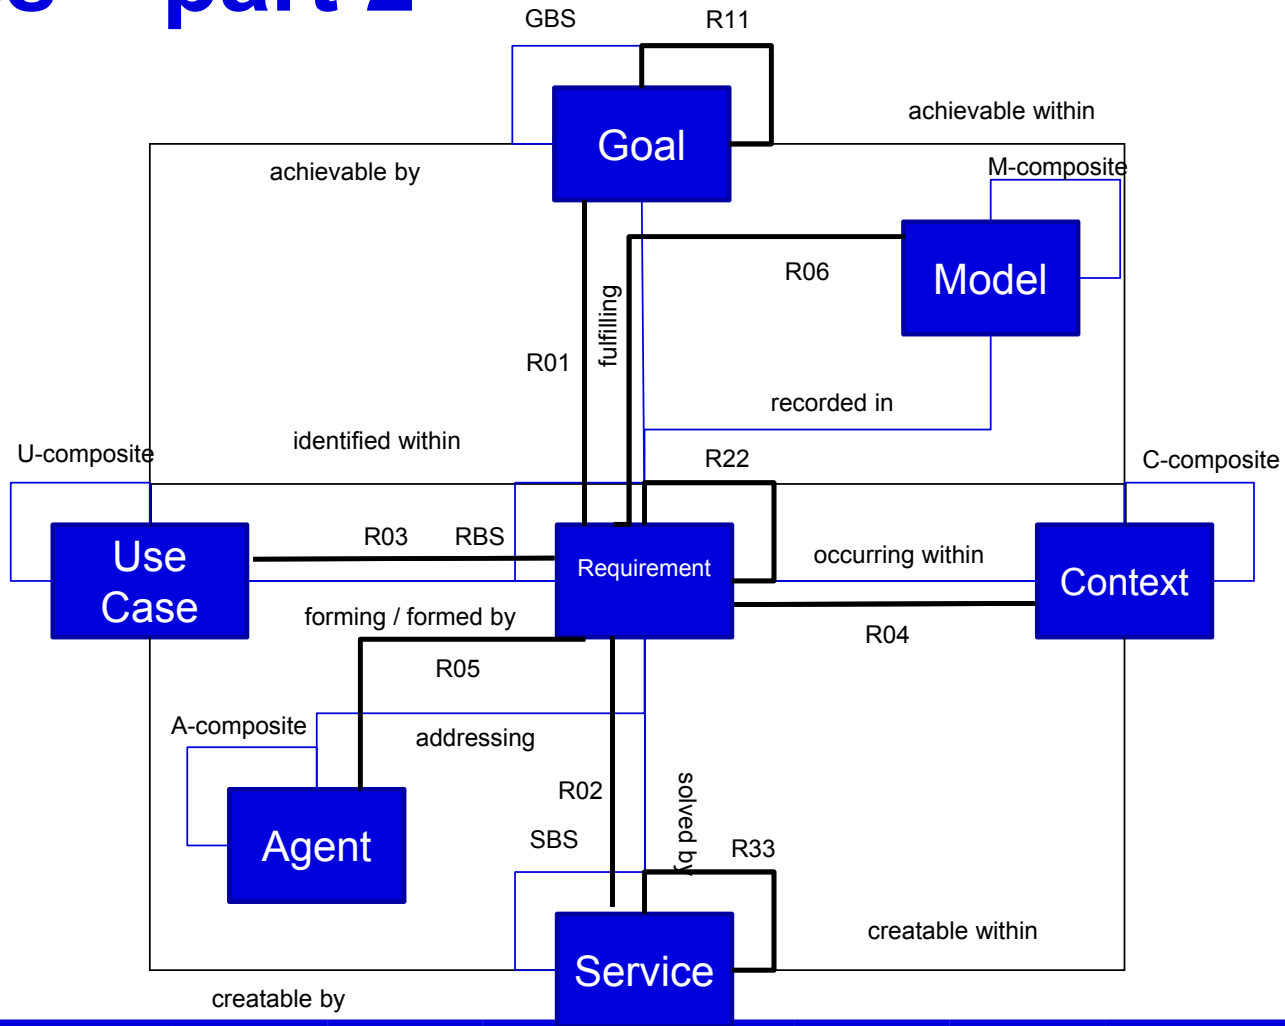 part 2
GBS
R11
achievable within
Goal
achievable by
M-composite
Model
R06
fulfilling
R01
recorded in
identified within
U-composite
R22
C-composite
Use
Case
R03
RBS
Requirement
occurring within
Context
forming / formed by
R04
R05
A-composite
addressing
solved by
R02
Agent
SBS
R33
creatable within
Service
creatable by